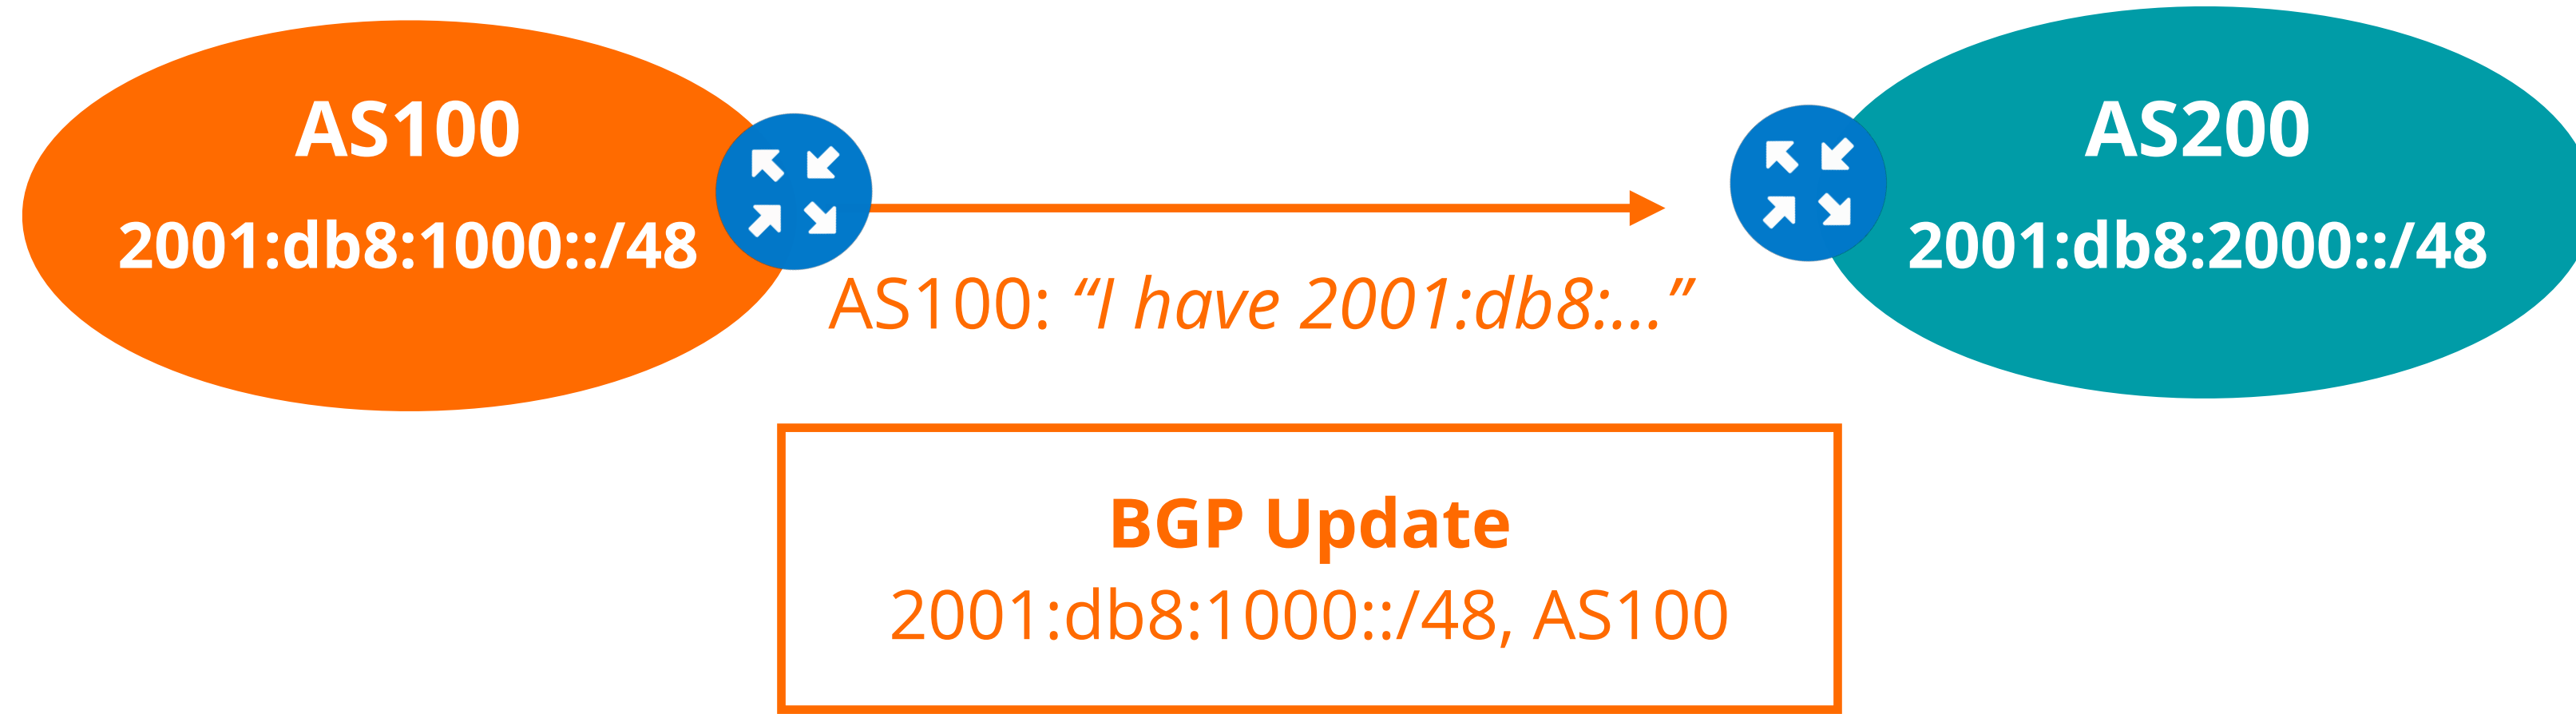 AS100
2001:db8:1000::/48
AS200
2001:db8:2000::/48
AS100: “I have 2001:db8:...”
BGP Update
2001:db8:1000::/48, AS100